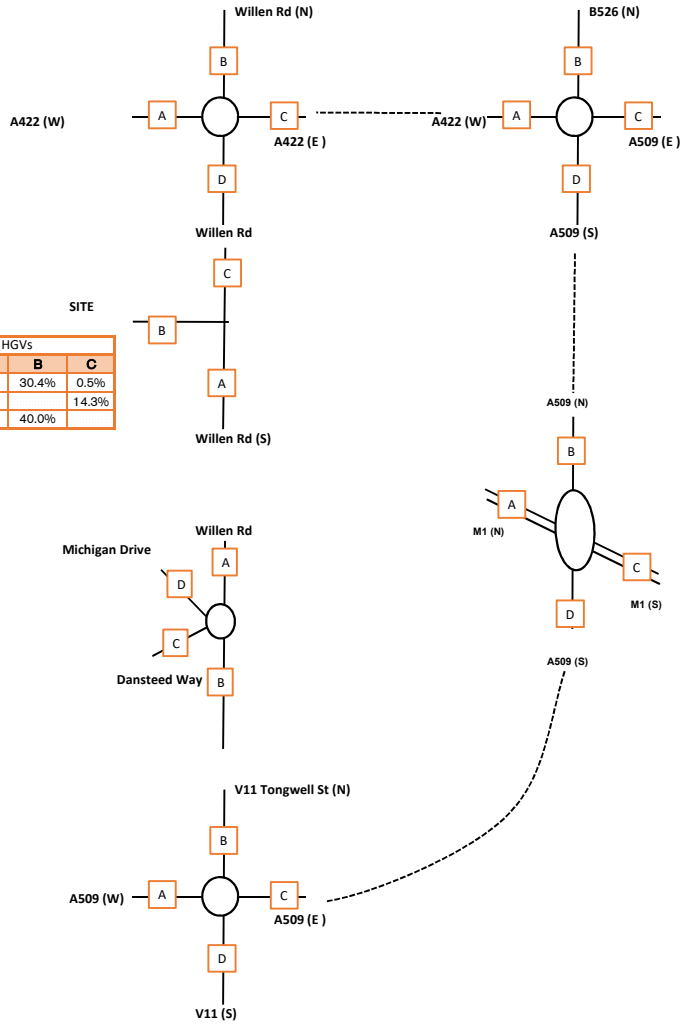 Willen Rd (N)
B
A422 (W)
A
C
A422 (E )
D
Willen Rd
B526 (N)
B
A422 (W)
A
C
A509 (E )
D
A509 (S)
C
SITE
B
A
Willen Rd (S)
HGVs
B C
30.4% 0.5%
14.3%
40.0%
A509 (N)
B
A
M1 (N)
C
M1 (S)
D
A509 (S)
Willen Rd
Michigan Drive
A
D
C
Dansteed Way
B
V11 Tongwell St (N)
B
A509 (W)
A
C
A509 (E )
D
V11 (S)